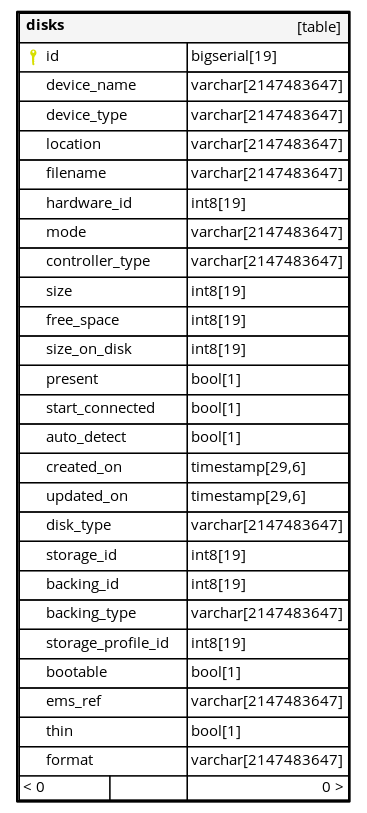 disks [table]
id bigserial[19]
device_name varchar[2147483647]
device_type varchar[2147483647]
location varchar[2147483647]
filename varchar[2147483647]
hardware_id int8[19]
mode varchar[2147483647]
controller_type varchar[2147483647]
size int8[19]
free_space int8[19]
size_on_disk int8[19]
present bool[1]
start_connected bool[1]
auto_detect bool[1]
created_on timestamp[29,6]
updated_on timestamp[29,6]
disk_type varchar[2147483647]
storage_id int8[19]
backing_id int8[19]
backing_type varchar[2147483647]
storage_profile_id int8[19]
bootable bool[1]
ems_ref varchar[2147483647]
thin bool[1]
format varchar[2147483647]
< 0 0 >